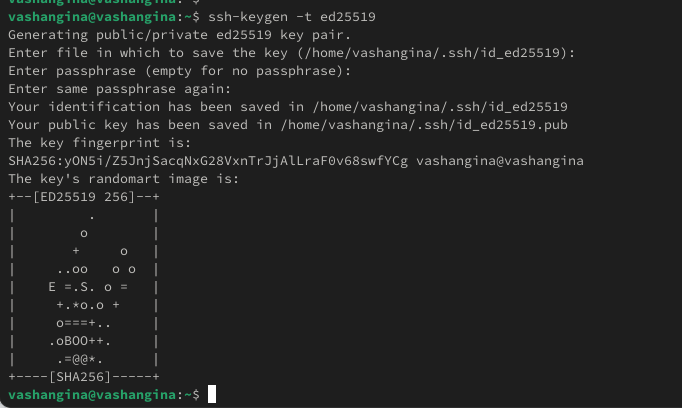 vashangina@vashangina:~$ ssh-keygen -t ed25519
Generating public/private ed25519 key pair.
Enter file in which to save the key (/home/vashangina/.ssh/id_ed25519):
Enter passphrase (empty for no passphrase):
Enter same passphrase again:
Your identification has been saved in /home/vashangina/.ssh/id_ed25519
Your public key has been saved in /home/vashangina/.ssh/id_ed25519.pub
The key fingerprint is:
SHA256:yON5i/Z5JnjSacqNxG28VxnTrJjAlLraF0v68swfYCg vashangina@vashangina
The key's randomart image is:
+--[ED25519 256]--+
|         .       |
|        o        |
|       +     o   |
|     ..oo   o o  |
|    E =.S. o =   |
|     +.*o.o +    |
|     o===+..     |
|    .oBOO++.     |
|     .=@@*.      |
+----[SHA256]-----+
vashangina@vashangina:~$